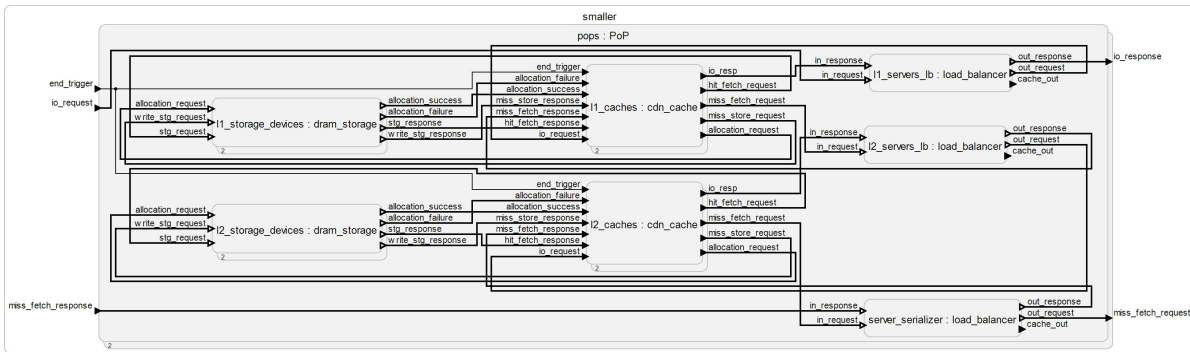 smaller
pops : PoP
end_trigger
io_request
miss_fetch_response
io_response
miss_fetch_request
allocation_request
write_stg_request
stg_request
l1_storage_devices : dram_storage
2
allocation_success
allocation_failure
stg_response
write_stg_response
end_trigger
allocation_failure
allocation_success
miss_store_response
miss_fetch_response
hit_fetch_response
io_request
l1_caches : cdn_cache
2
io_resp
hit_fetch_request
miss_fetch_request
miss_store_request
allocation_request
in_response
in_request
l1_servers_lb : load_balancer
out_response
out_request
cache_out
in_response
in_request
l2_servers_lb : load_balancer
out_response
out_request
cache_out
allocation_request
write_stg_request
stg_request
l2_storage_devices : dram_storage
2
allocation_success
allocation_failure
stg_response
write_stg_response
end_trigger
allocation_failure
allocation_success
miss_store_response
miss_fetch_response
hit_fetch_response
io_request
l2_caches : cdn_cache
2
io_resp
hit_fetch_request
miss_fetch_request
miss_store_request
allocation_request
in_response
in_request
server_serializer : load_balancer
out_response
out_request
cache_out
2